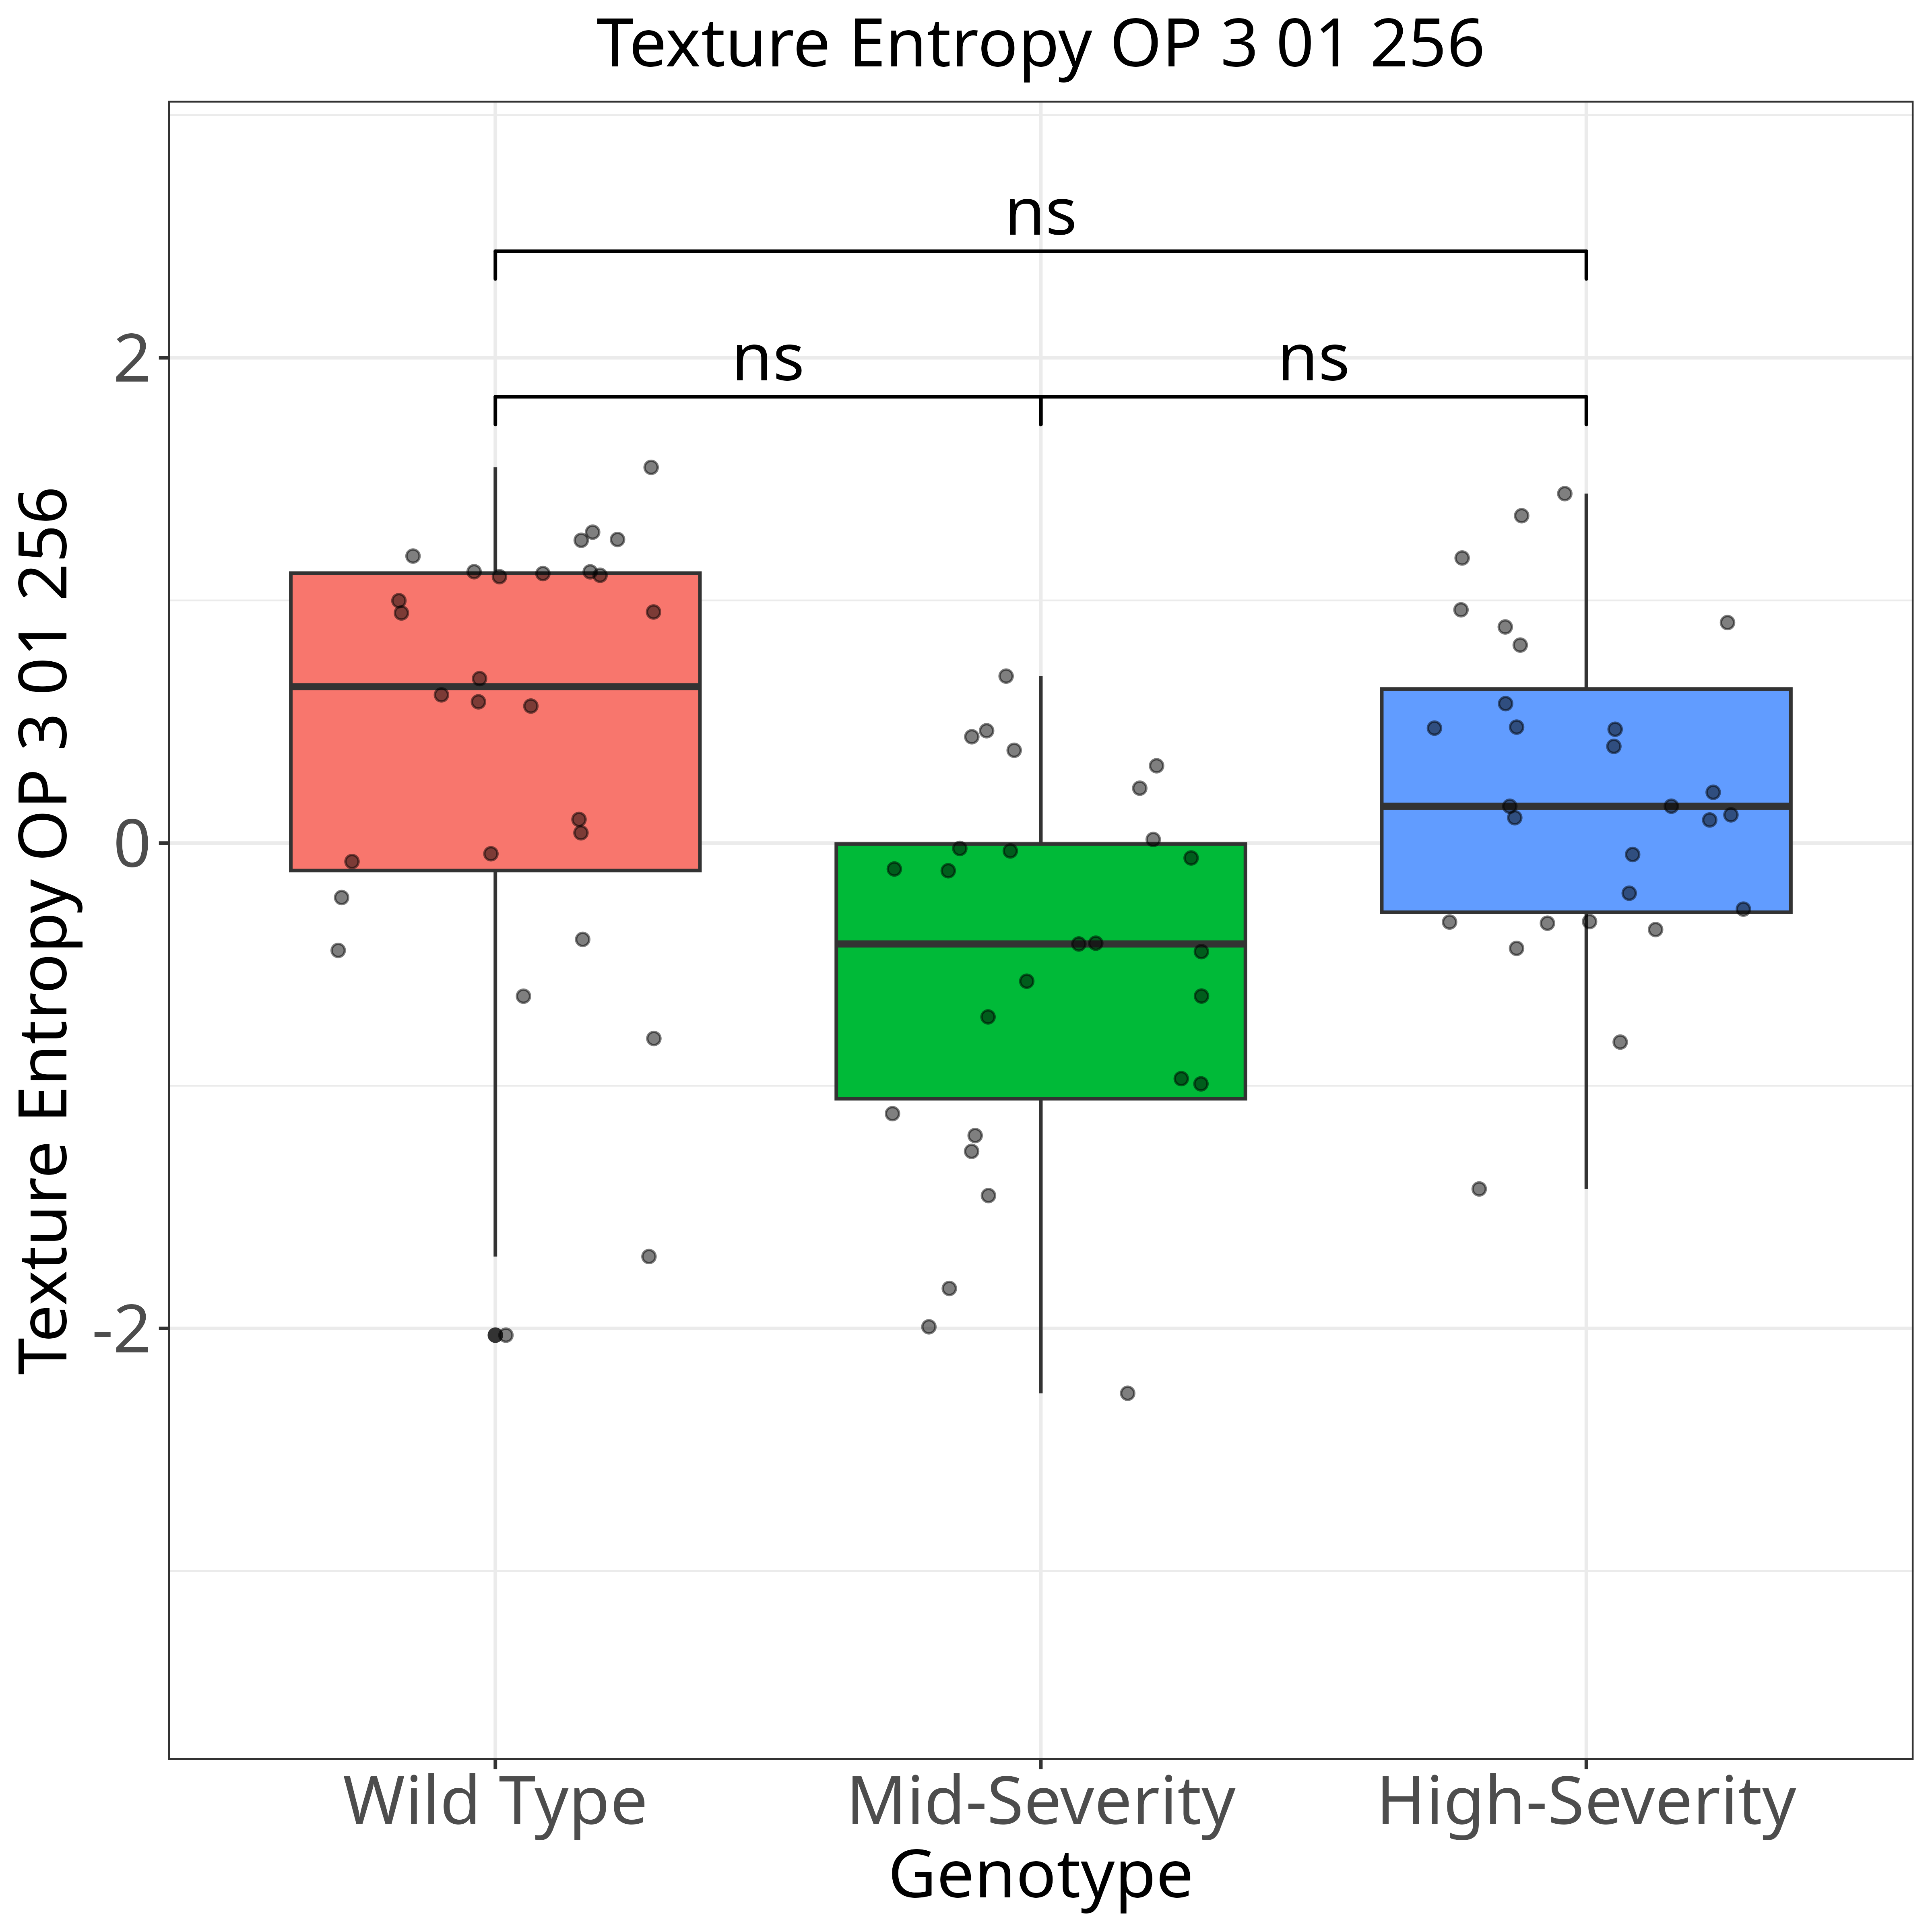 Texture Entropy OP 3 01 256
ns
ns ns
2
0
-2
Texture Entropy OP 3 01 256
Wild Type Mid-Severity High-Severity
Genotype